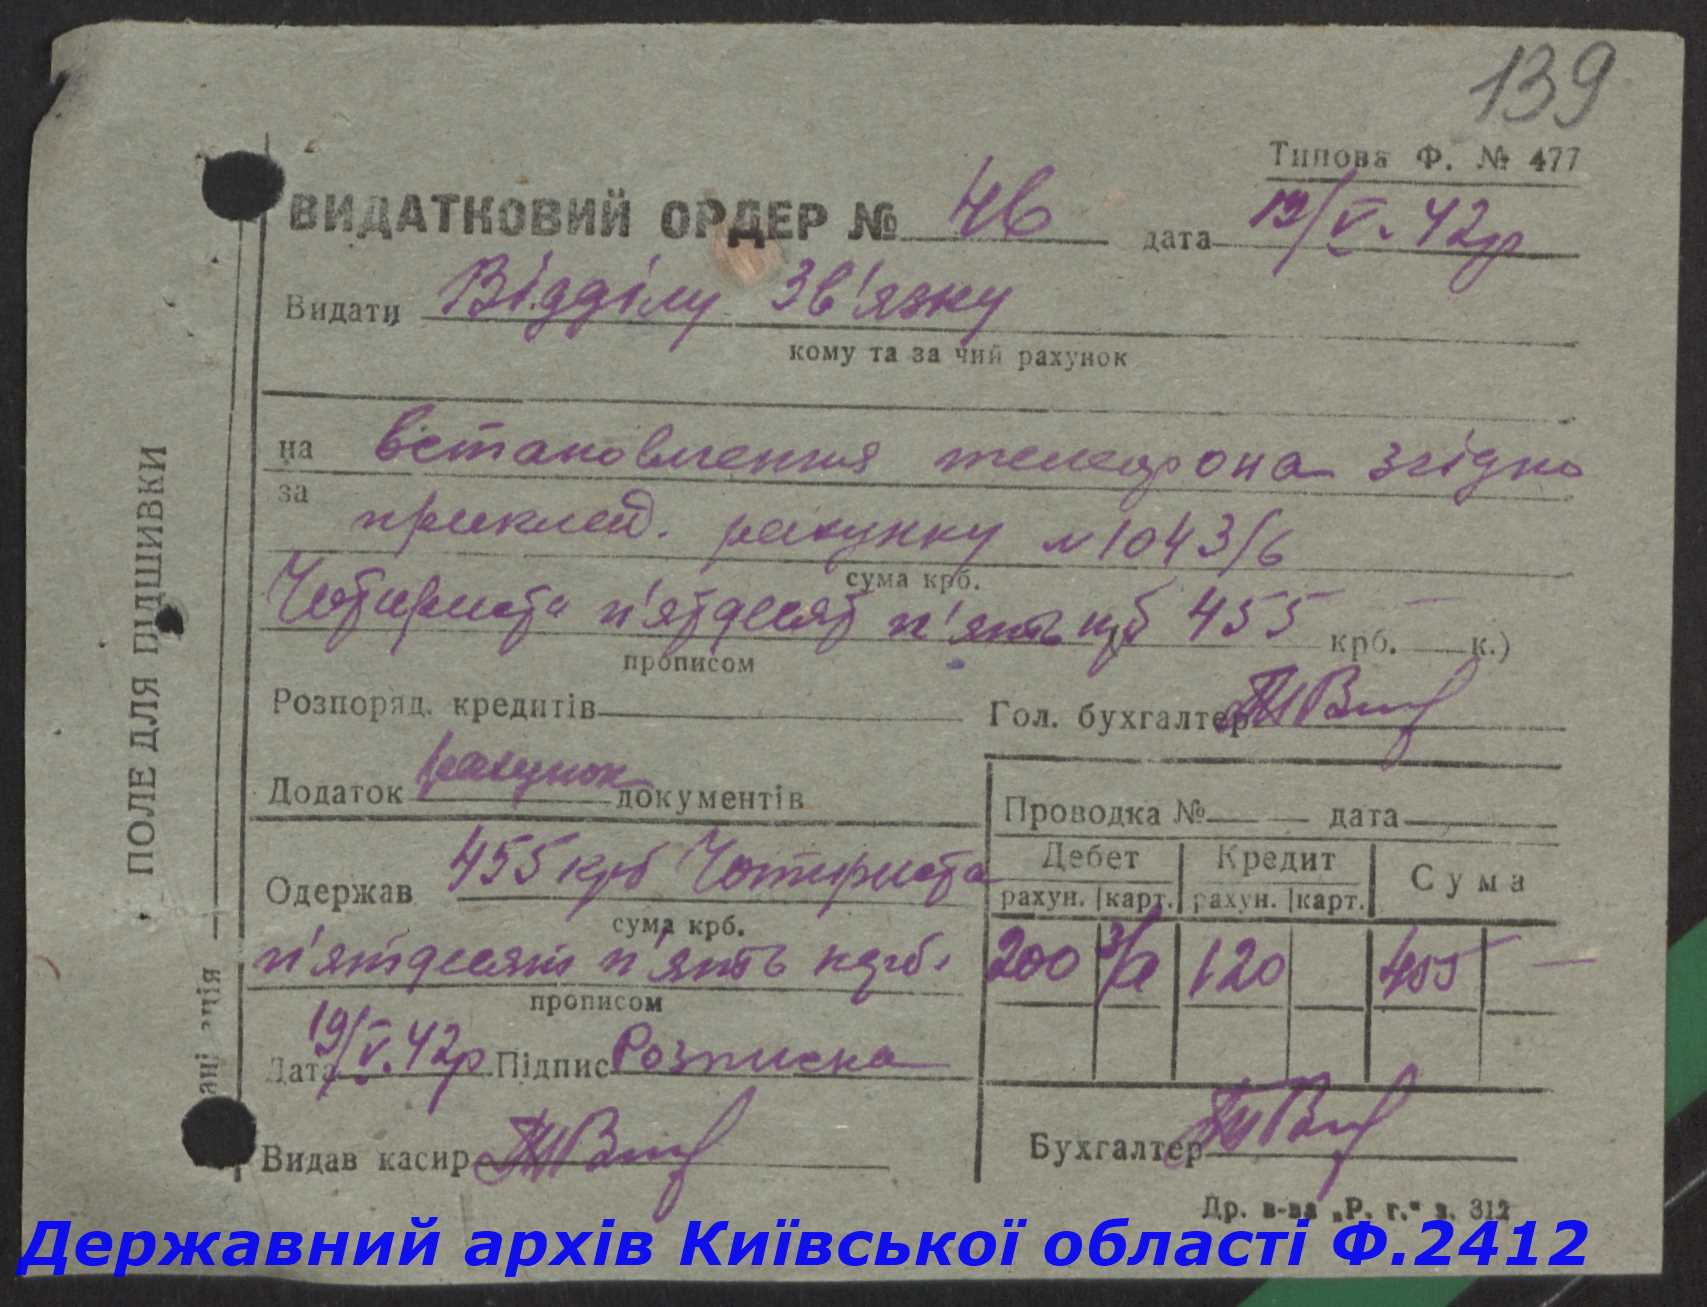 139
Типова Ф. № 477
ВИДАТКОВИЙ ОРДЕР № 46 дата 19/V. 42р
Видати Відділу Зв'язку
кому та за чий рахунок
на встановлення телефона згідно
за приклад. рахунку №1043/6
сума крб.
Чотириста п'ятдесят п'ять крб 455 — крб. — к.)
прописом
Розпоряд. кредитів Гол. бухгалтер
Додаток рахунок документів
Проводка № дата
Дебет Кредит Сума
рахун. карт. рахун. карт.
Одержав 455 крб Чотириста
сума крб.
п'ятдесят п'ять крб.
прописом
200 3/а 120 455 —
Дата 19/V. 42р Підпис Розписка
Видав касир
Бухгалтер
Др. в-ва „Р. г." з. 312
ПОЛЕ ДЛЯ ПІДШИВКИ
Державний архів Київської області Ф.2412